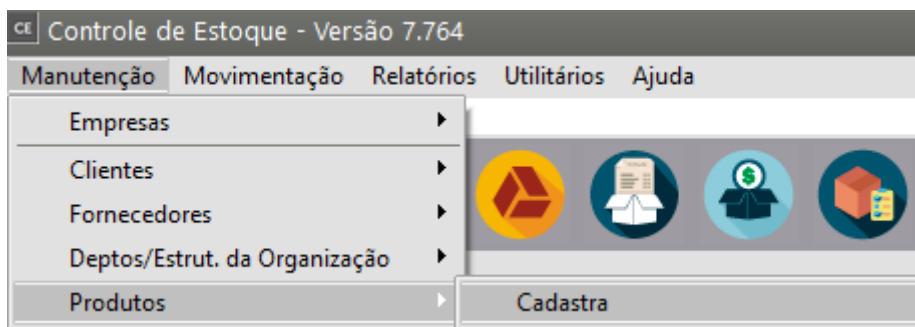 CE Controle de Estoque - Versão 7.764
Manutenção Movimentação Relatórios Utilitários Ajuda
Empresas
Clientes
Fornecedores
Deptos/Estrut. da Organização
Produtos Cadastra